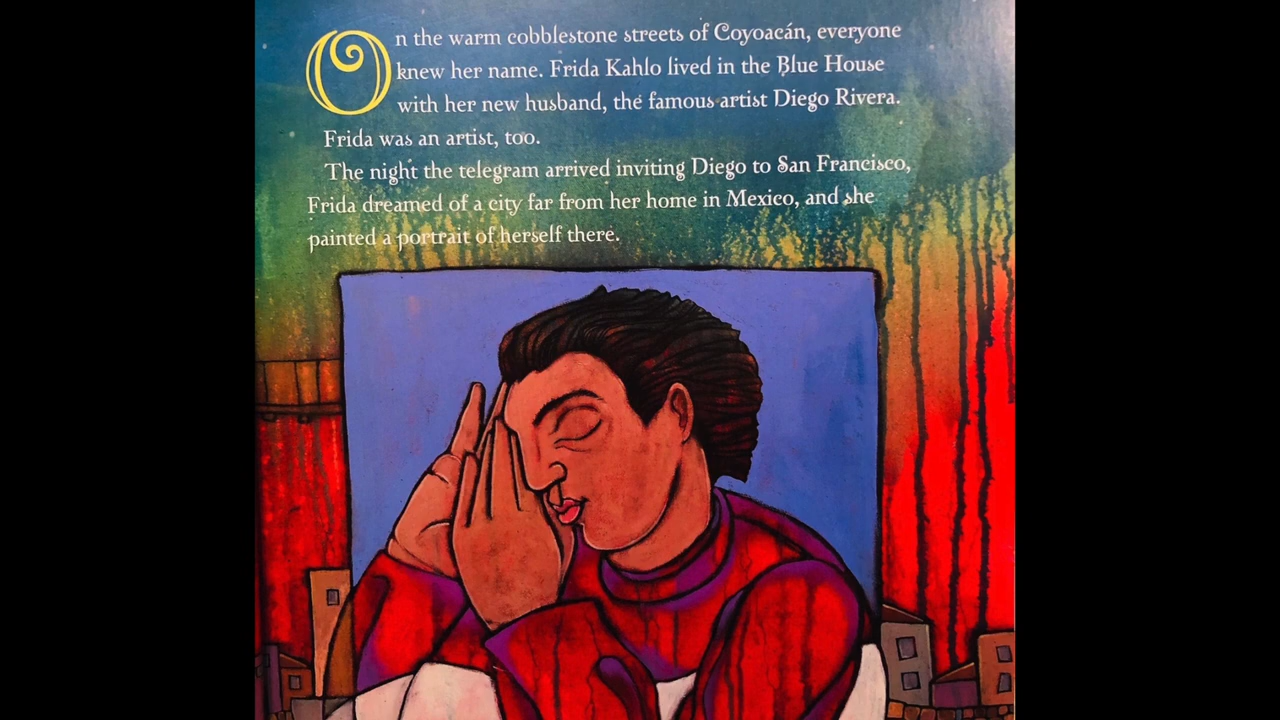 On the warm cobblestone streets of Coyoacán, everyone
knew her name. Frida Kahlo lived in the Blue House
with her new husband, the famous artist Diego Rivera.
Frida was an artist, too.
The night the telegram arrived inviting Diego to San Francisco,
Frida dreamed of a city far from her home in Mexico, and she
painted a portrait of herself there.